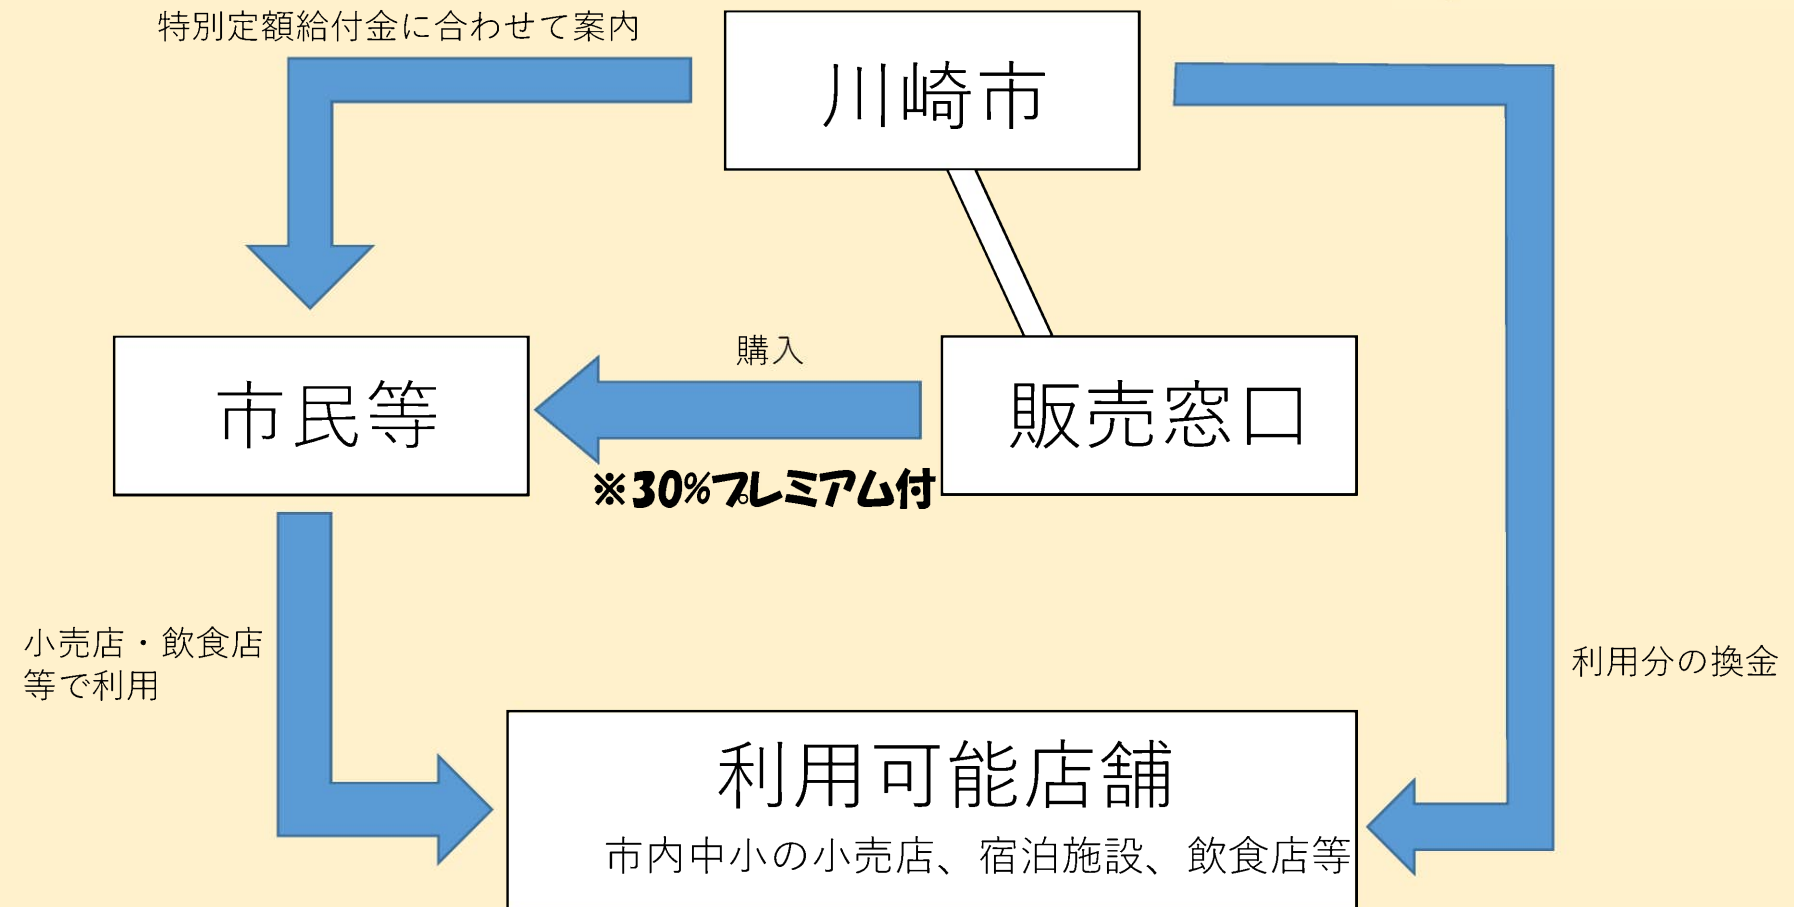 特別定額給付金に合わせて案内
川崎市
購入
市民等
販売窓口
※30%プレミアム付
小売店・飲食店
等で利用
利用分の換金
利用可能店舗
市内中小の小売店、宿泊施設、飲食店等